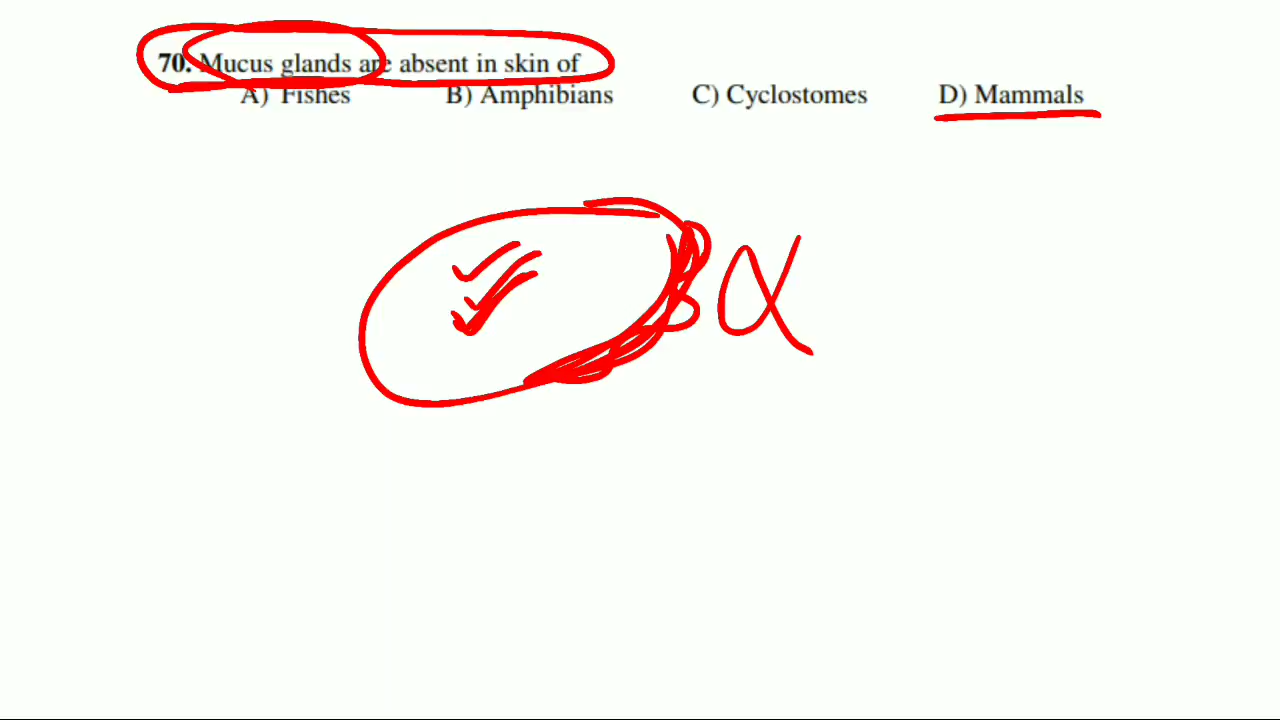 70. Mucus glands are absent in skin of
A) Fishes B) Amphibians C) Cyclostomes D) Mammals